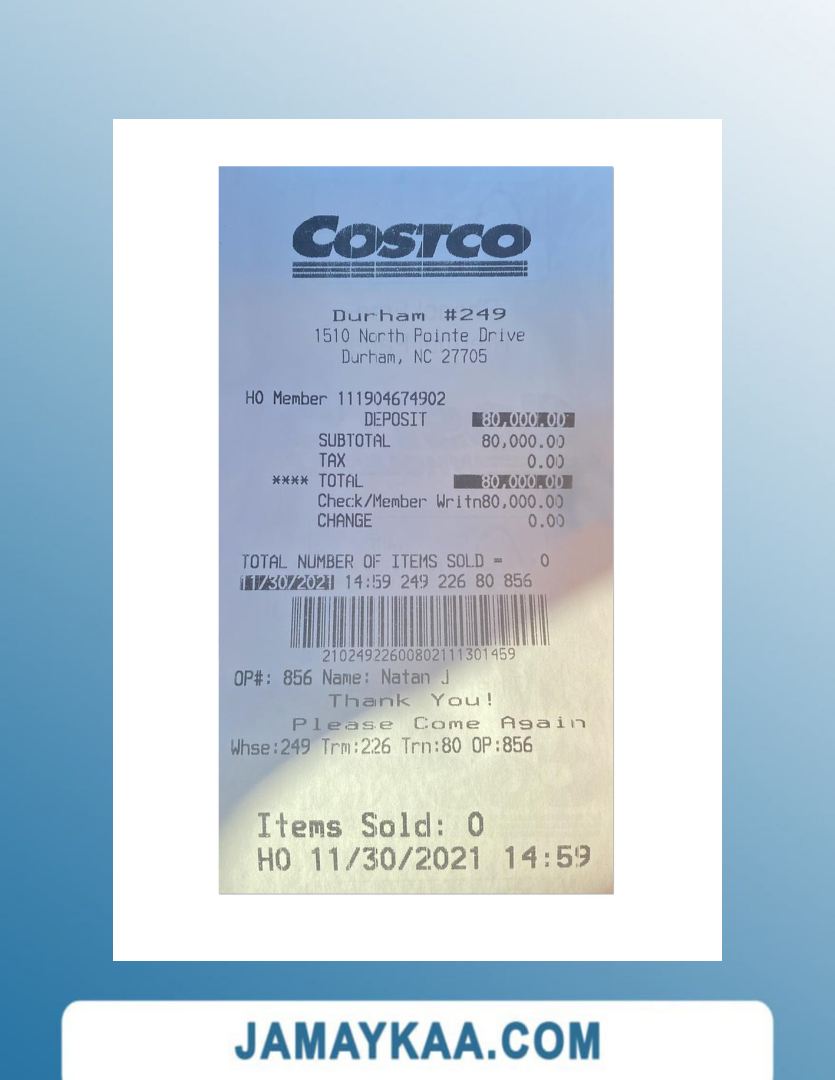 COSTCO
Durham #249
1510 North Pointe Drive
Durham, NC 27705
HO Member 111904674902
DEPOSIT 80,000.00
SUBTOTAL 80,000.00
TAX 0.00
**** TOTAL 80,000.00
Check/Member Writn80,000.00
CHANGE 0.00
TOTAL NUMBER OF ITEMS SOLD = 0
11/30/2021 14:59 249 226 80 856
21024922600802111301459
OP#: 856 Name: Natan J
Thank You!
Please Come Again
Whse:249 Trm:226 Trn:80 OP:856
Items Sold: 0
HO 11/30/2021 14:59
JAMAYKAA.COM